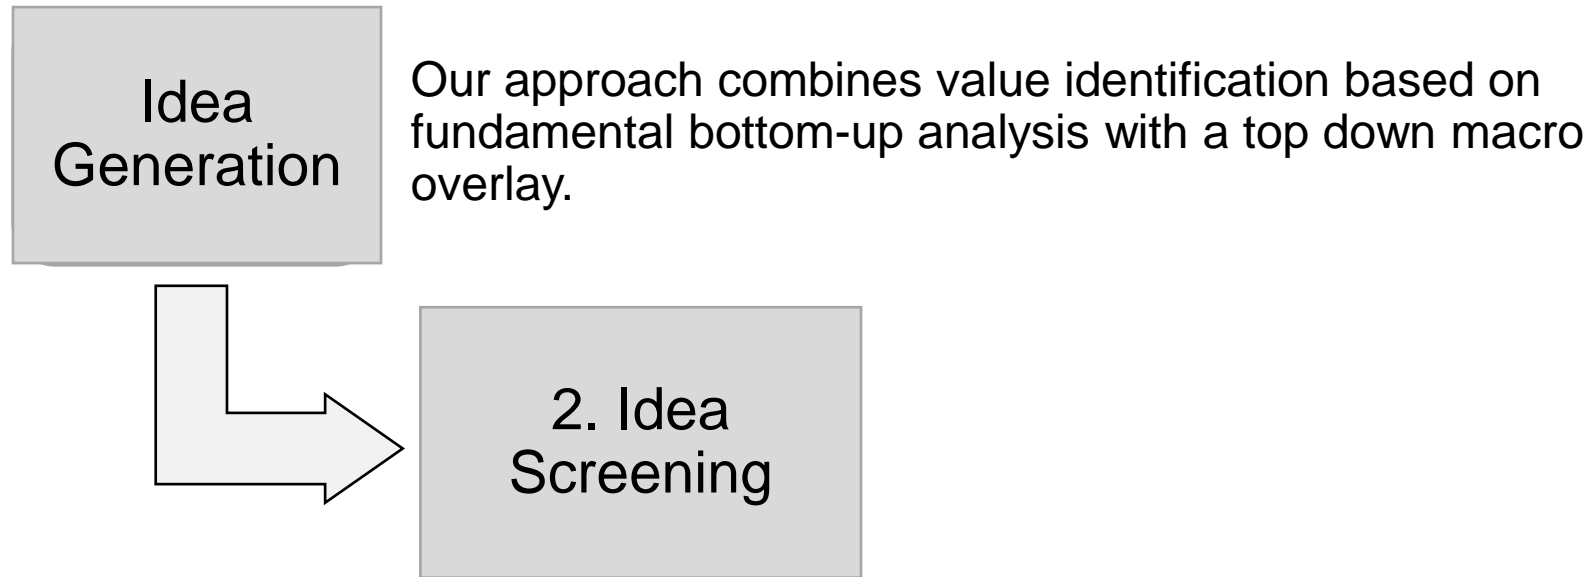 Idea
Generation
Our approach combines value identification based on
fundamental bottom-up analysis with a top down macro
overlay.
2. Idea
Screening